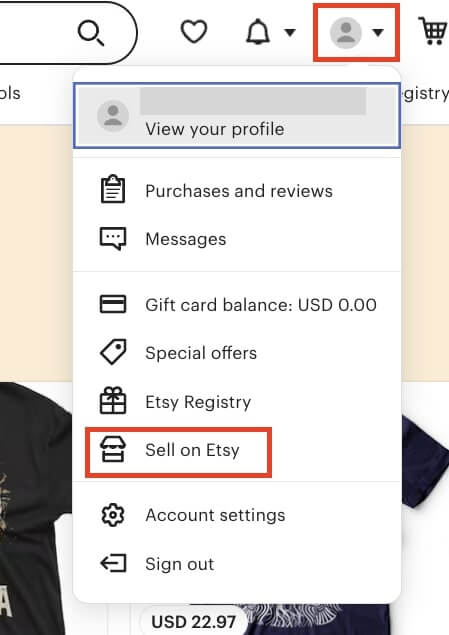 ols
egistry
View your profile
Purchases and reviews
Messages
Gift card balance: USD 0.00
Special offers
Etsy Registry
Sell on Etsy
Account settings
Sign out
A
USD 22.97